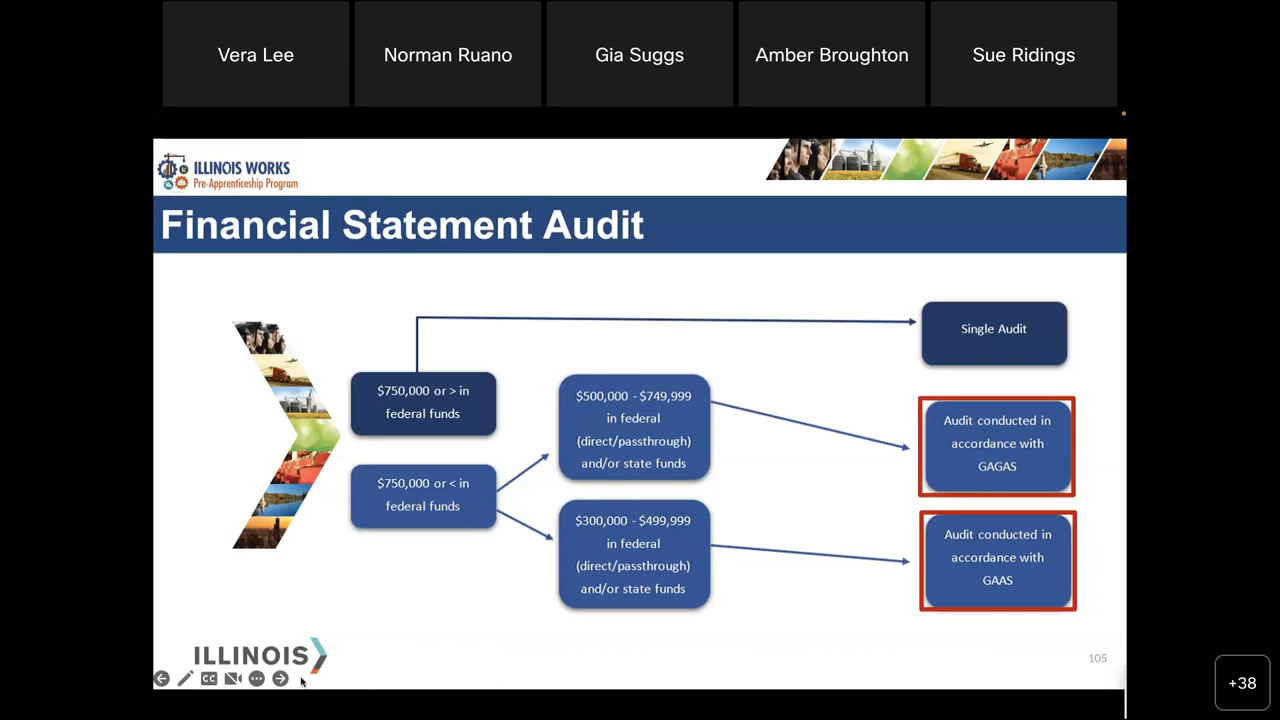 Vera Lee
Norman Ruano
Gia Suggs
Amber Broughton
Sue Ridings
ILLINOIS WORKS
Pre-Apprenticeship Program
Financial Statement Audit
Single Audit
$750,000 or > in
federal funds
$500,000 - $749,999
in federal
(direct/passthrough)
and/or state funds
Audit conducted in
accordance with
GAGAS
$750,000 or < in
federal funds
$300,000 - $499,999
in federal
(direct/passthrough)
and/or state funds
Audit conducted in
accordance with
GAAS
ILLINOIS
105
CC
+38